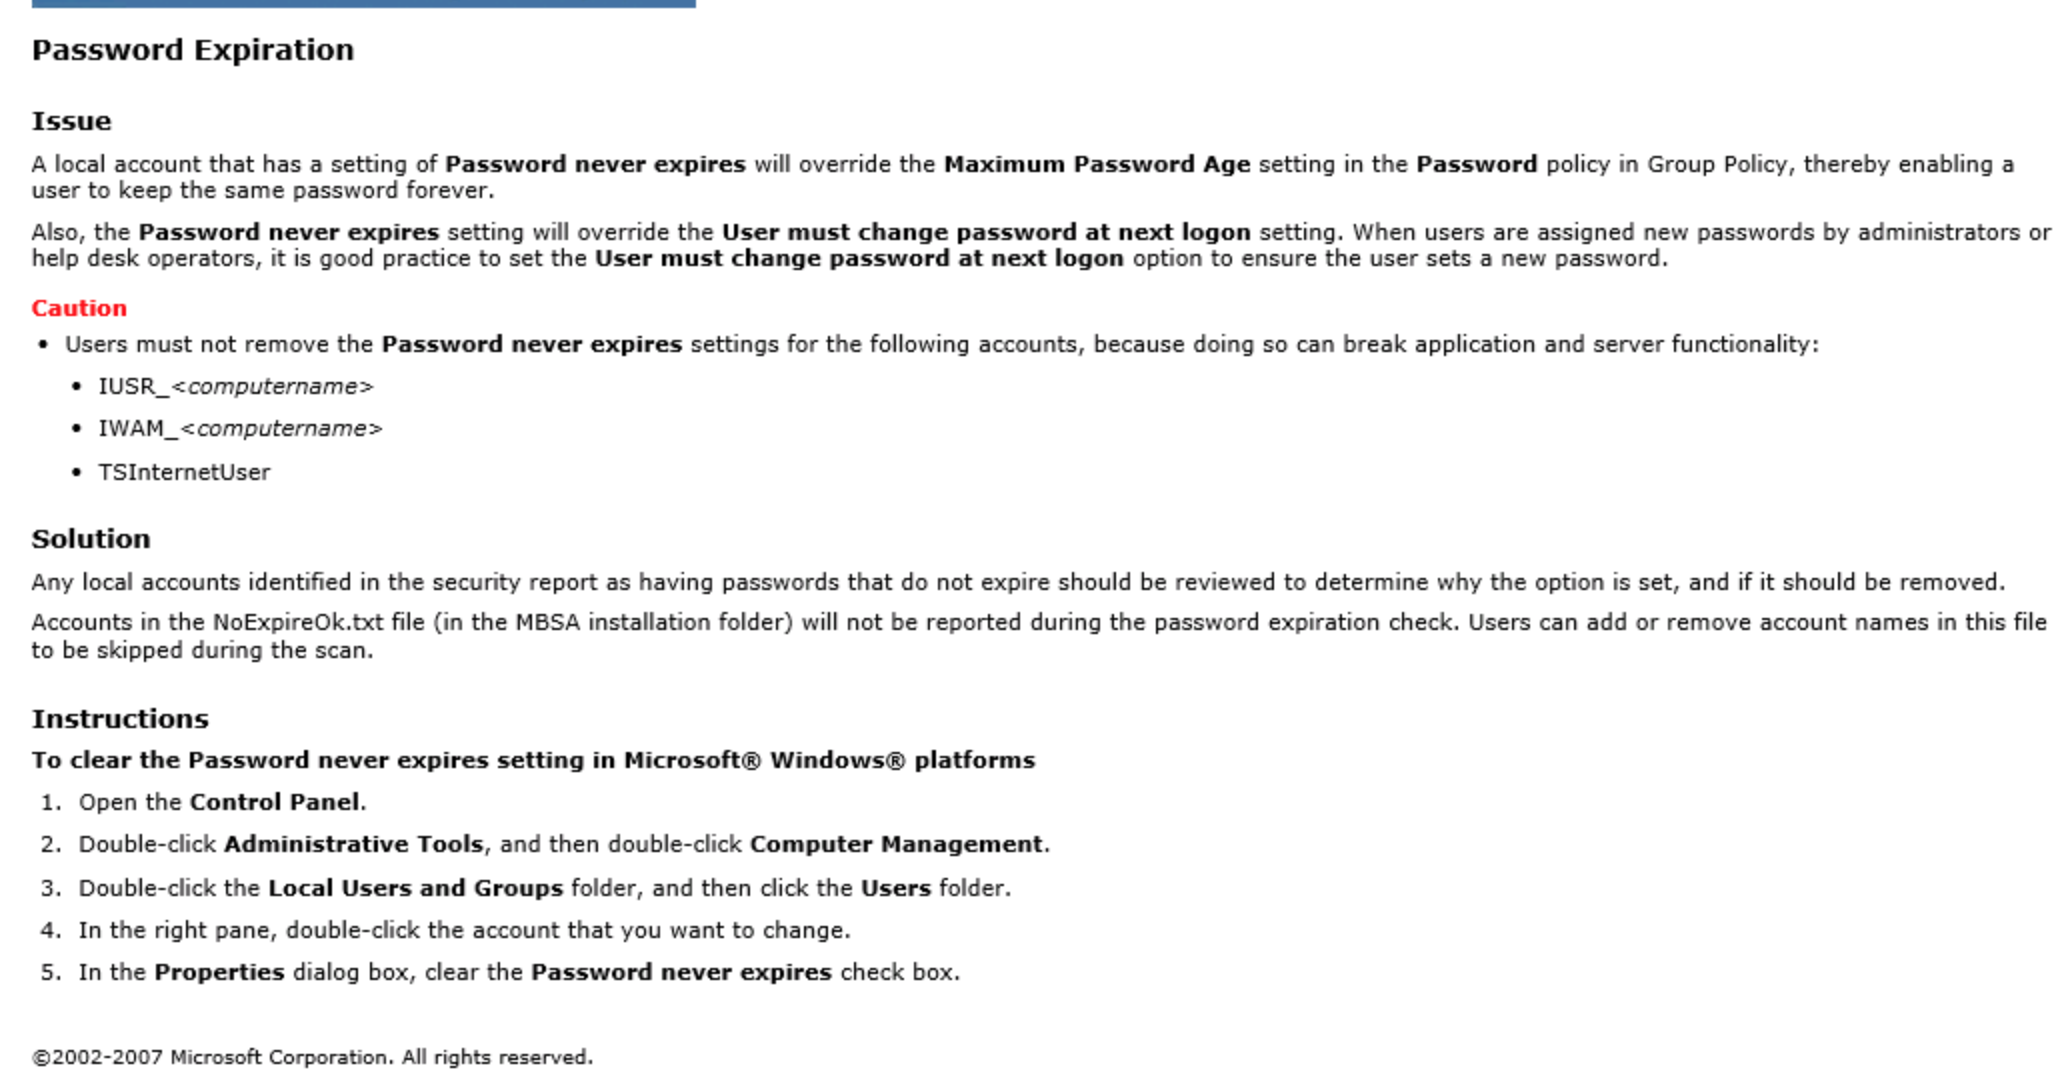 Password Expiration
Issue
A local account that has a setting of Password never expires will override the Maximum Password Age setting in the Password policy in Group Policy, thereby enabling a
user to keep the same password forever.
Also, the Password never expires setting will override the User must change password at next logon setting. When users are assigned new passwords by administrators or
help desk operators, it is good practice to set the User must change password at next logon option to ensure the user sets a new password.
Caution
• Users must not remove the Password never expires settings for the following accounts, because doing so can break application and server functionality:
• IUSR_<computername>
• IWAM_<computername>
• TSInternetUser
Solution
Any local accounts identified in the security report as having passwords that do not expire should be reviewed to determine why the option is set, and if it should be removed.
Accounts in the NoExpireOk.txt file (in the MBSA installation folder) will not be reported during the password expiration check. Users can add or remove account names in this file
to be skipped during the scan.
Instructions
To clear the Password never expires setting in Microsoft® Windows® platforms
1. Open the Control Panel.
2. Double-click Administrative Tools, and then double-click Computer Management.
3. Double-click the Local Users and Groups folder, and then click the Users folder.
4. In the right pane, double-click the account that you want to change.
5. In the Properties dialog box, clear the Password never expires check box.
©2002-2007 Microsoft Corporation. All rights reserved.